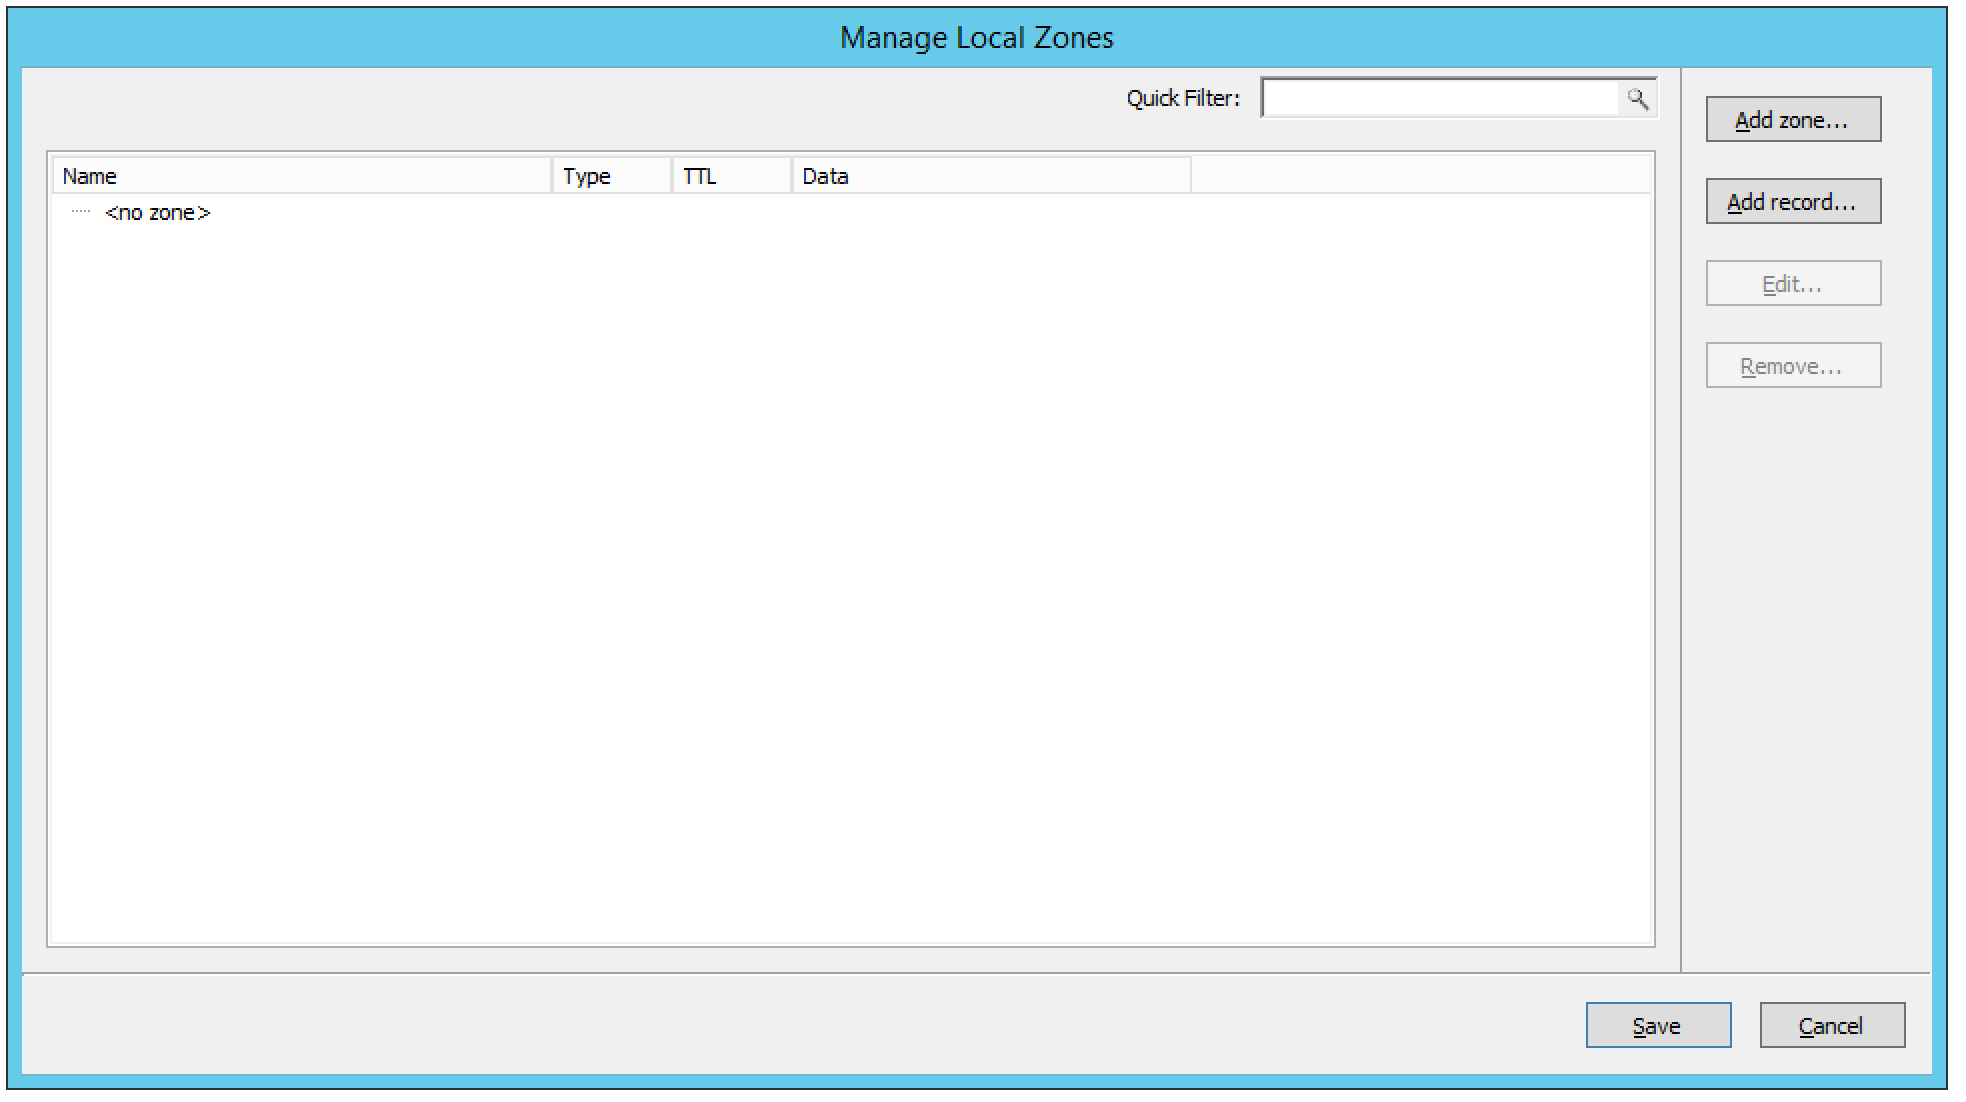 Manage Local Zones
Quick Filter:
Add zone...
Name Type TTL Data
Add record...
<no zone>
Edit...
Remove...
Save Cancel